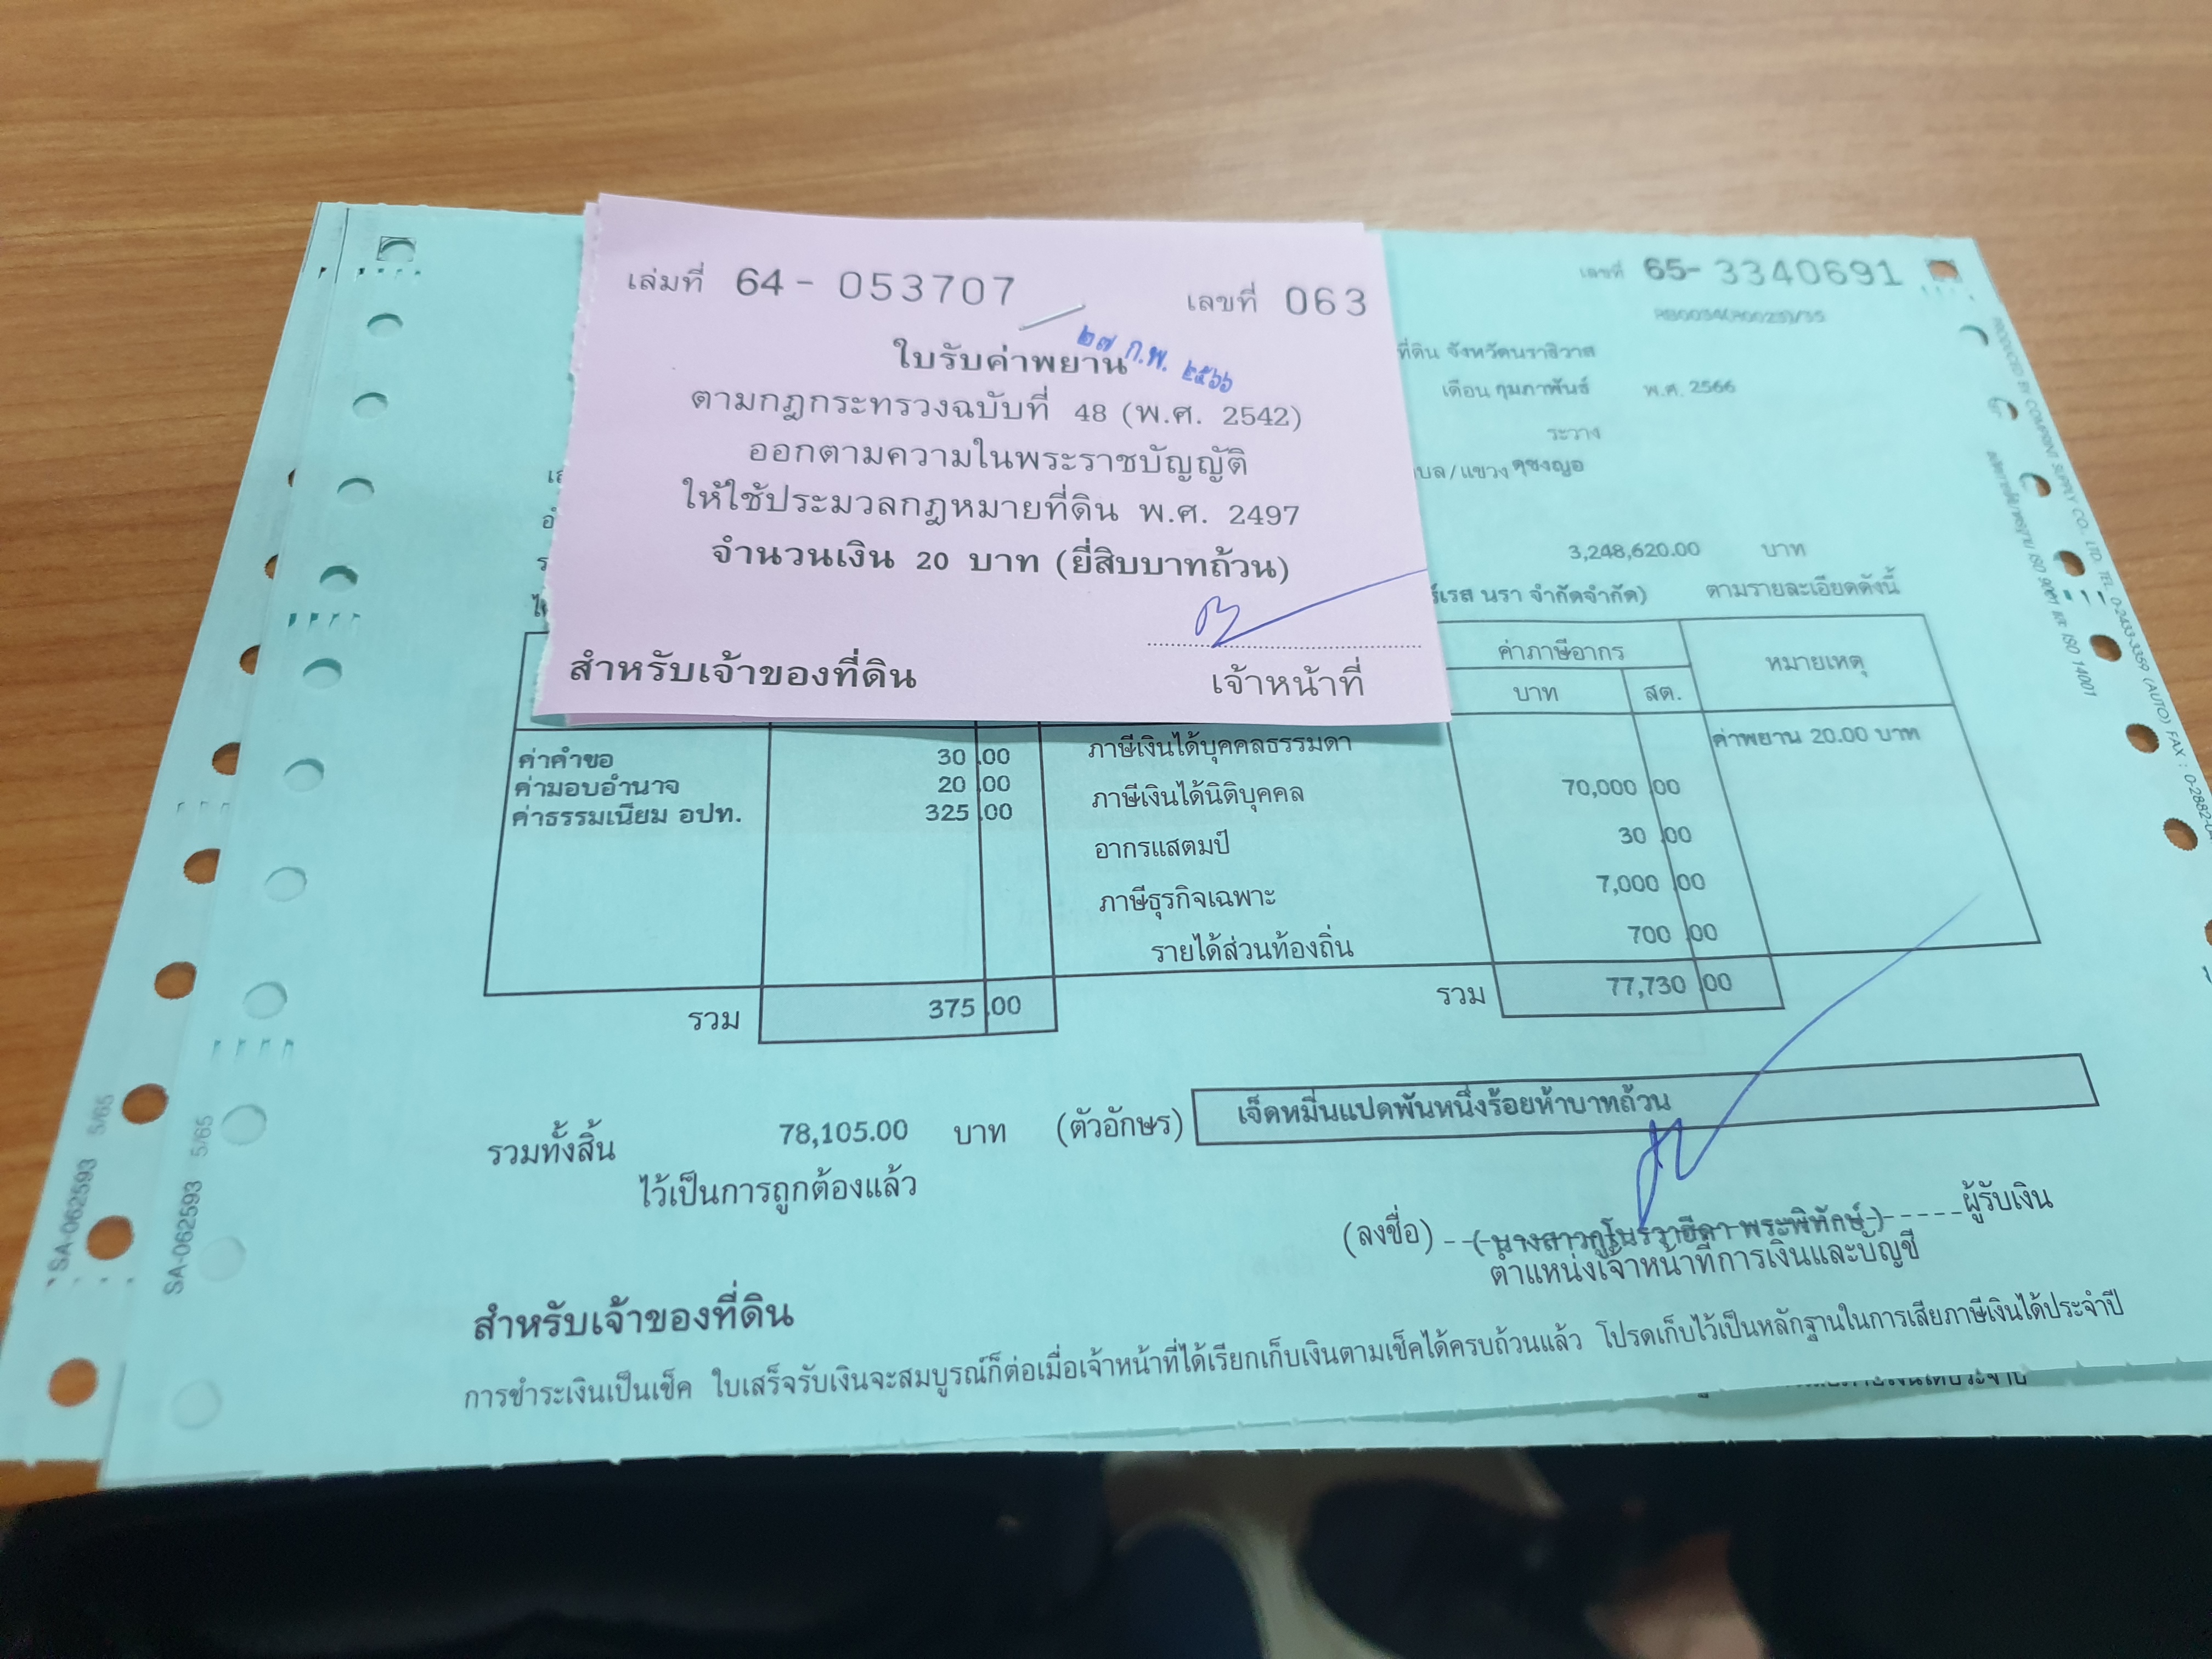 เล่มที่ 64 - 053707 เลขที่ 063
๒๗ ก.พ. ๒๕๖๖
ใบรับค่าพยาน
ตามกฎกระทรวงฉบับที่ 48 (พ.ศ. 2542)
ออกตามความในพระราชบัญญัติ
ให้ใช้ประมวลกฎหมายที่ดิน พ.ศ. 2497
จำนวนเงิน 20 บาท (ยี่สิบบาทถ้วน)
สำหรับเจ้าของที่ดิน เจ้าหน้าที่
เลขที่ 65- 3340691
ที่ดิน จังหวัดนราธิวาส
เดือน กุมภาพันธ์ พ.ศ. 2566
ระวาง
บล/แขวง
3,248,620.00 บาท
เรส นรา จำกัดจำกัด) ตามรายละเอียดดังนี้
ค่าภาษีอากร หมายเหตุ
บาท สต.
ค่าคำขอ 30 .00 ภาษีเงินได้บุคคลธรรมดา ค่าพยาน 20.00 บาท
ค่ามอบอำนาจ 20 .00 ภาษีเงินได้นิติบุคคล 70,000 .00
ค่าธรรมเนียม อปท. 325 .00 อากรแสตมป์ 30 .00
ภาษีธุรกิจเฉพาะ 7,000 .00
รายได้ส่วนท้องถิ่น 700 .00
รวม 375 .00 รวม 77,730 .00
รวมทั้งสิ้น 78,105.00 บาท (ตัวอักษร) เจ็ดหมื่นแปดพันหนึ่งร้อยห้าบาทถ้วน
ไว้เป็นการถูกต้องแล้ว
(ลงชื่อ) ผู้รับเงิน
ตำแหน่งเจ้าหน้าที่การเงินและบัญชี
สำหรับเจ้าของที่ดิน
การชำระเงินเป็นเช็ค ใบเสร็จรับเงินจะสมบูรณ์ก็ต่อเมื่อเจ้าหน้าที่ได้เรียกเก็บเงินตามเช็คได้ครบถ้วนแล้ว โปรดเก็บไว้เป็นหลักฐานในการเสียภาษีเงินได้ประจำปี
SA-062593 5/65
SA-062593 5/65